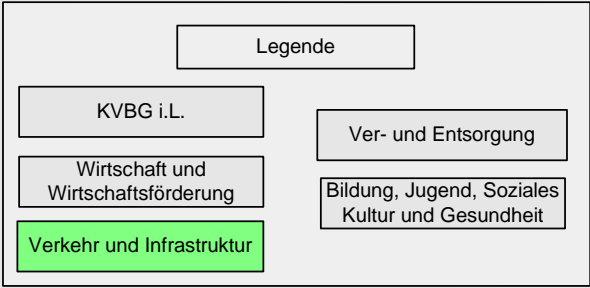 Legende
KVBG i.L.
Wirtschaft und
Wirtschaftsförderung
Verkehr und Infrastruktur
Ver- und Entsorgung
Bildung, Jugend, Soziales
Kultur und Gesundheit